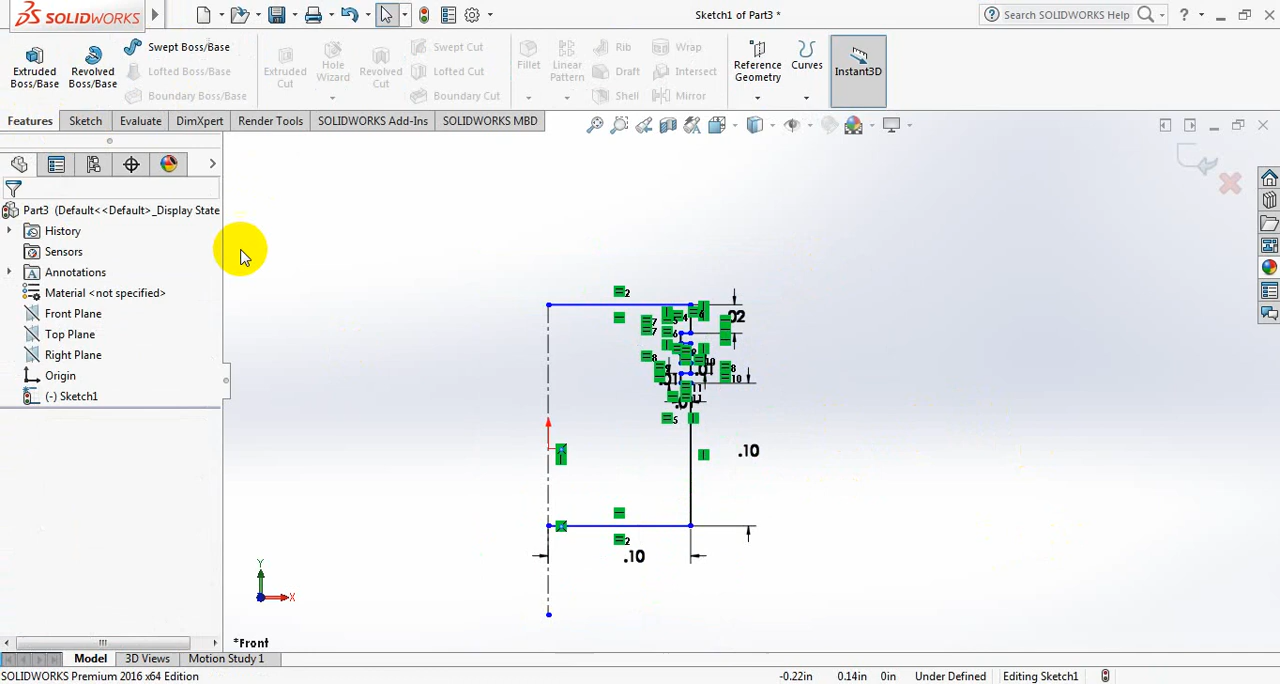 SOLIDWORKS
Sketch1 of Part3 *
Search SOLIDWORKS Help
?
Extruded Boss/Base
Revolved Boss/Base
Swept Boss/Base
Lofted Boss/Base
Boundary Boss/Base
Extruded Cut
Hole Wizard
Revolved Cut
Swept Cut
Lofted Cut
Boundary Cut
Fillet
Linear Pattern
Rib
Draft
Shell
Wrap
Intersect
Mirror
Reference Geometry
Curves
Instant3D
Features
Sketch
Evaluate
DimXpert
Render Tools
SOLIDWORKS Add-Ins
SOLIDWORKS MBD
Part3 (Default<<Default>_Display State
History
Sensors
Annotations
Material <not specified>
Front Plane
Top Plane
Right Plane
Origin
(-) Sketch1
.02
.10
.10
Y
X
*Front
Model
3D Views
Motion Study 1
SOLIDWORKS Premium 2016 x64 Edition
-0.22in
0.14in
0in
Under Defined
Editing Sketch1